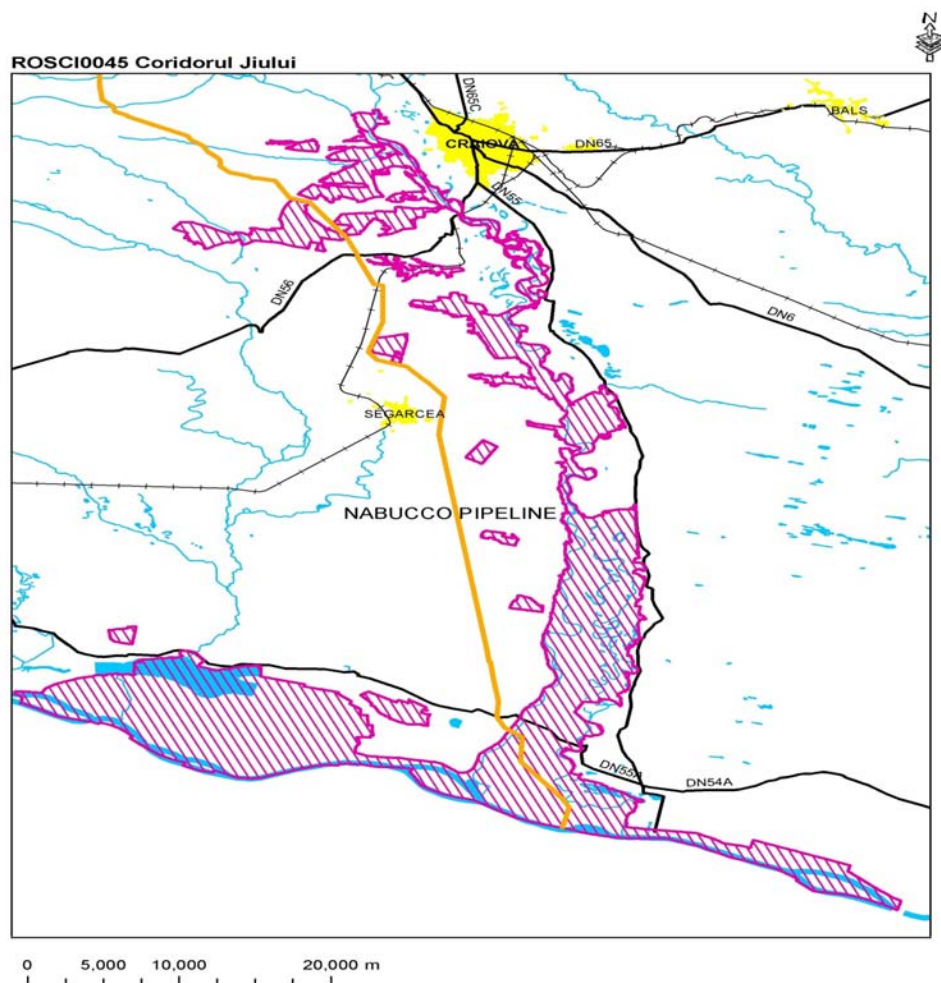 N
ROSCI0045 Coridorul Jiului
DN65C
BALS
CRAIOVA
DN65
DN55
DN56
DN6
SEGARCEA
NABUCCO PIPELINE
DN55A
DN54A
0 5,000 10,000 20,000 m